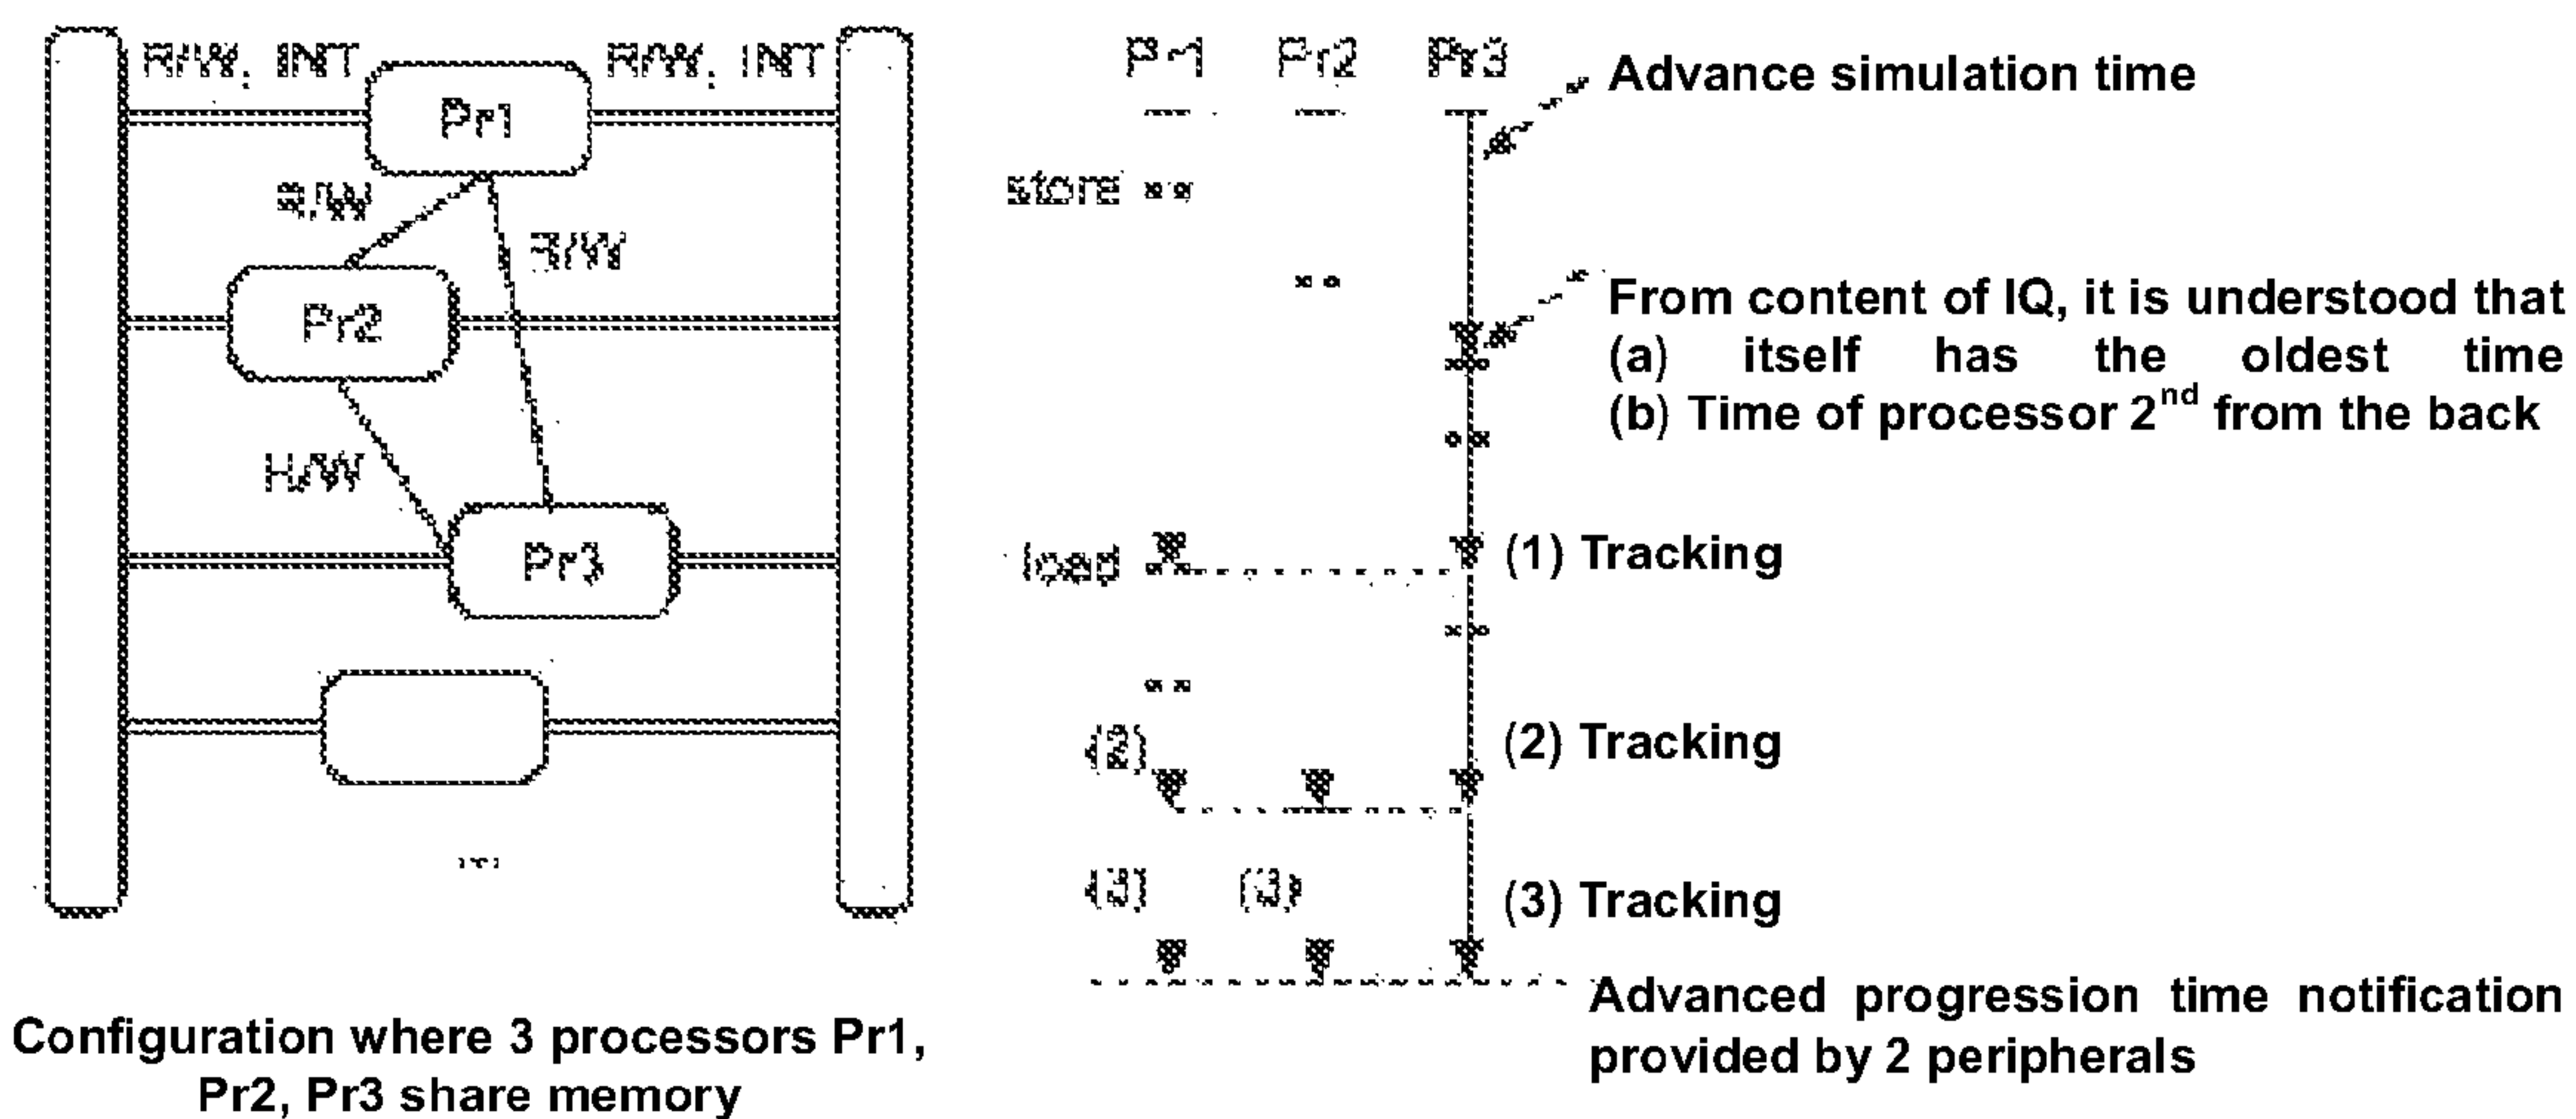 R/W, INT
R/W, INT
Pr1
R/W
R/W
Pr2
R/W
Pr3
...
Configuration where 3 processors Pr1,
Pr2, Pr3 share memory
Pr1 Pr2 Pr3
Advance simulation time
store
From content of IQ, it is understood that
(a) itself has the oldest time
(b) Time of processor 2nd from the back
load
(1) Tracking
(2)
(2) Tracking
(3)
(3)
(3) Tracking
Advanced progression time notification
provided by 2 peripherals